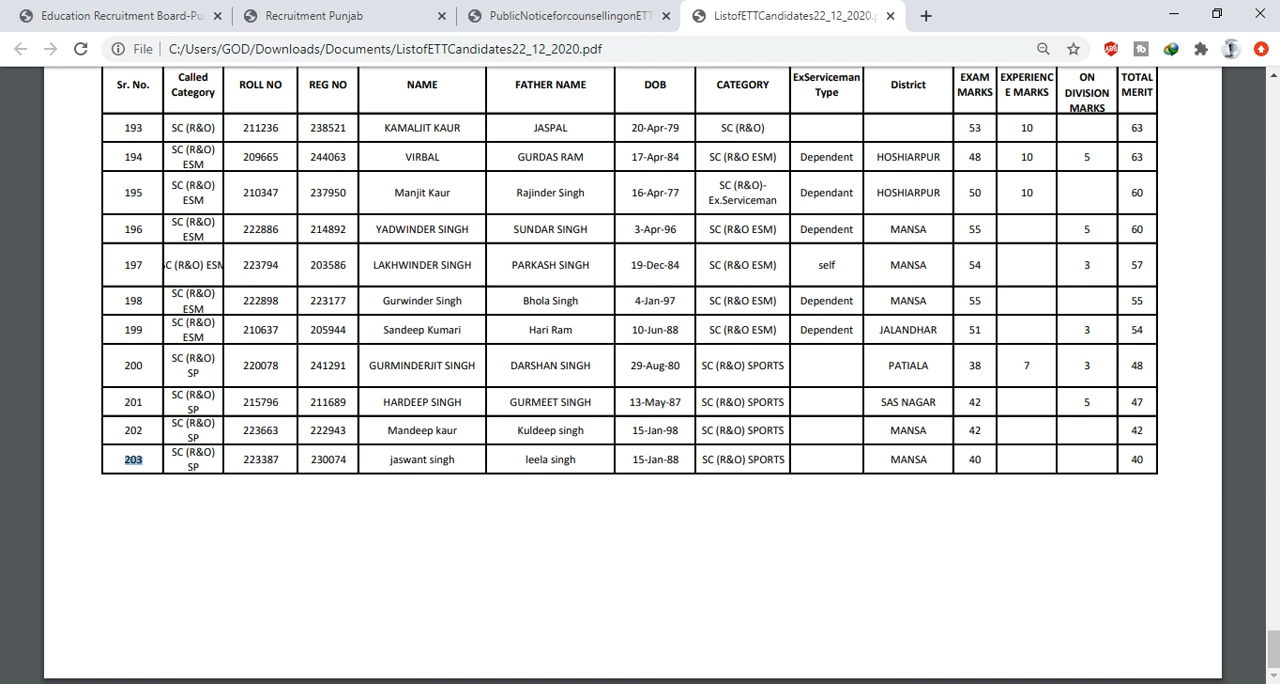 Education Recruitment Board-Pu
Recruitment Punjab
PublicNoticeforcounsellingonETT
ListofETTCandidates22_12_2020.p
File
C:/Users/GOD/Downloads/Documents/ListofETTCandidates22_12_2020.pdf
Sr. No. Called Category ROLL NO REG NO NAME FATHER NAME DOB CATEGORY ExServiceman Type District EXAM MARKS EXPERIENCE MARKS ON DIVISION MARKS TOTAL MERIT
193 SC (R&O) 211236 238521 KAMALJIT KAUR JASPAL 20-Apr-79 SC (R&O) 53 10 63
194 SC (R&O) ESM 209665 244063 VIRBAL GURDAS RAM 17-Apr-84 SC (R&O ESM) Dependent HOSHIARPUR 48 10 5 63
195 SC (R&O) ESM 210347 237950 Manjit Kaur Rajinder Singh 16-Apr-77 SC (R&O)-Ex.Serviceman Dependant HOSHIARPUR 50 10 60
196 SC (R&O) ESM 222886 214892 YADWINDER SINGH SUNDAR SINGH 3-Apr-96 SC (R&O ESM) Dependent MANSA 55 5 60
197 SC (R&O) ESM 223794 203586 LAKHWINDER SINGH PARKASH SINGH 19-Dec-84 SC (R&O ESM) self MANSA 54 3 57
198 SC (R&O) ESM 222898 223177 Gurwinder Singh Bhola Singh 4-Jan-97 SC (R&O ESM) Dependent MANSA 55 55
199 SC (R&O) ESM 210637 205944 Sandeep Kumari Hari Ram 10-Jun-88 SC (R&O ESM) Dependent JALANDHAR 51 3 54
200 SC (R&O) SP 220078 241291 GURMINDERJIT SINGH DARSHAN SINGH 29-Aug-80 SC (R&O) SPORTS PATIALA 38 7 3 48
201 SC (R&O) SP 215796 211689 HARDEEP SINGH GURMEET SINGH 13-May-87 SC (R&O) SPORTS SAS NAGAR 42 5 47
202 SC (R&O) SP 223663 222943 Mandeep kaur Kuldeep singh 15-Jan-98 SC (R&O) SPORTS MANSA 42 42
203 SC (R&O) SP 223387 230074 jaswant singh leela singh 15-Jan-88 SC (R&O) SPORTS MANSA 40 40